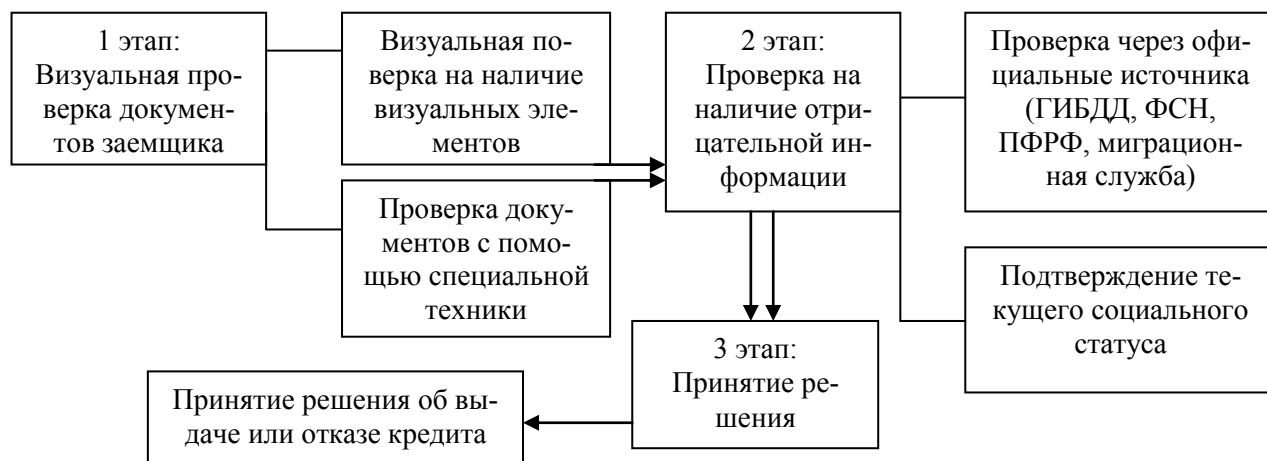 1 этап:
Визуальная про-
верка докумен-
тов заемщика
Визуальная по-
верка на наличие
визуальных эле-
ментов
Проверка доку-
ментов с помо-
щью специальной
техники
2 этап:
Проверка на
наличие отри-
цательной ин-
формации
Проверка через офи-
циальные источника
(ГИБДД, ФСН,
ПФРФ, миграцион-
ная служба)
Подтверждение те-
кущего социального
статуса
3 этап:
Принятие ре-
шения
Принятие решения об вы-
даче или отказе кредита